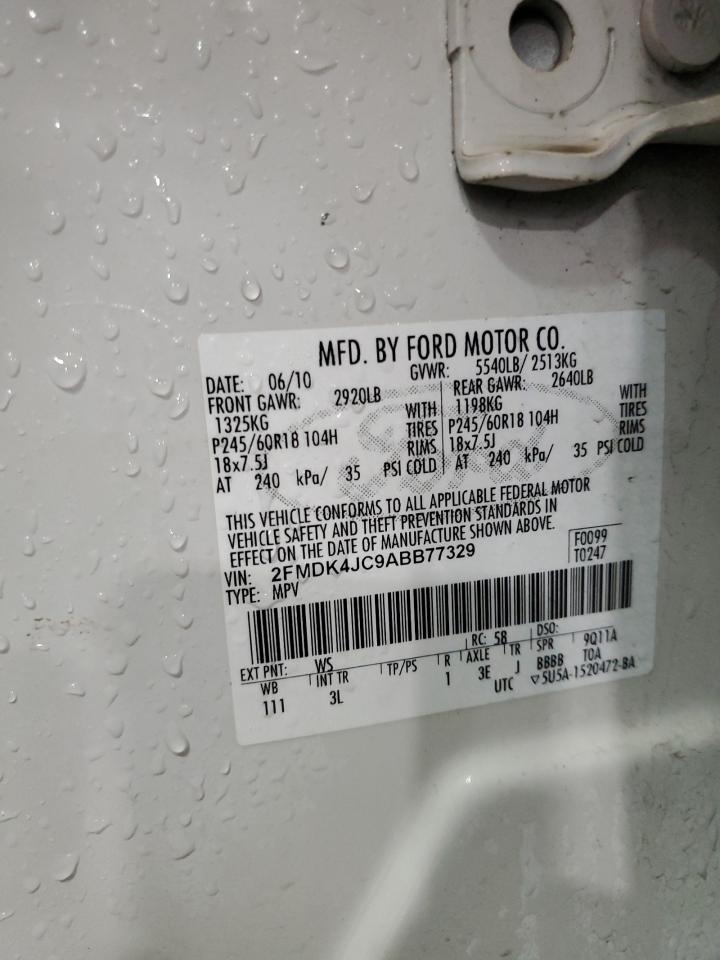 MFD. BY FORD MOTOR CO.
DATE: 06/10 GVWR: 5540LB/ 2513KG
FRONT GAWR: 2920LB REAR GAWR: 2640LB
1325KG WITH 1198KG WITH
P245/60R18 104H TIRES P245/60R18 104H TIRES
18x7.5J RIMS 18x7.5J RIMS
AT 240 kPa/ 35 PSI COLD AT 240 kPa/ 35 PSI COLD
THIS VEHICLE CONFORMS TO ALL APPLICABLE FEDERAL MOTOR
VEHICLE SAFETY AND THEFT PREVENTION STANDARDS IN
EFFECT ON THE DATE OF MANUFACTURE SHOWN ABOVE.
VIN: 2FMDK4JC9ABB77329 F0099
TYPE: MPV T0247
EXT PNT: WS RC: 58 DSO:
WB INT TR TP/PS R AXLE TR SPR 9Q11A
111 3L 1 3E J BBBB TOA
UTC ▽5U5A-1520472-BA
Ford